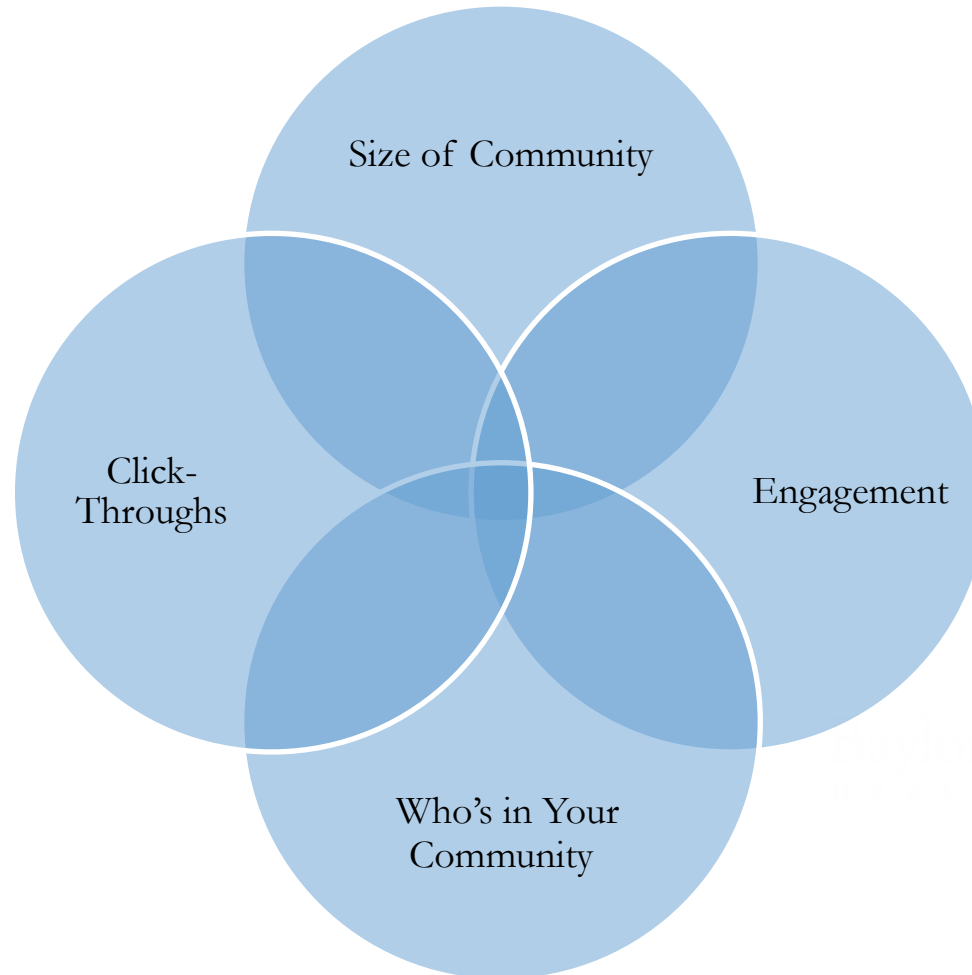 Size of Community
Click-
Throughs
Engagement
Who's in Your
Community